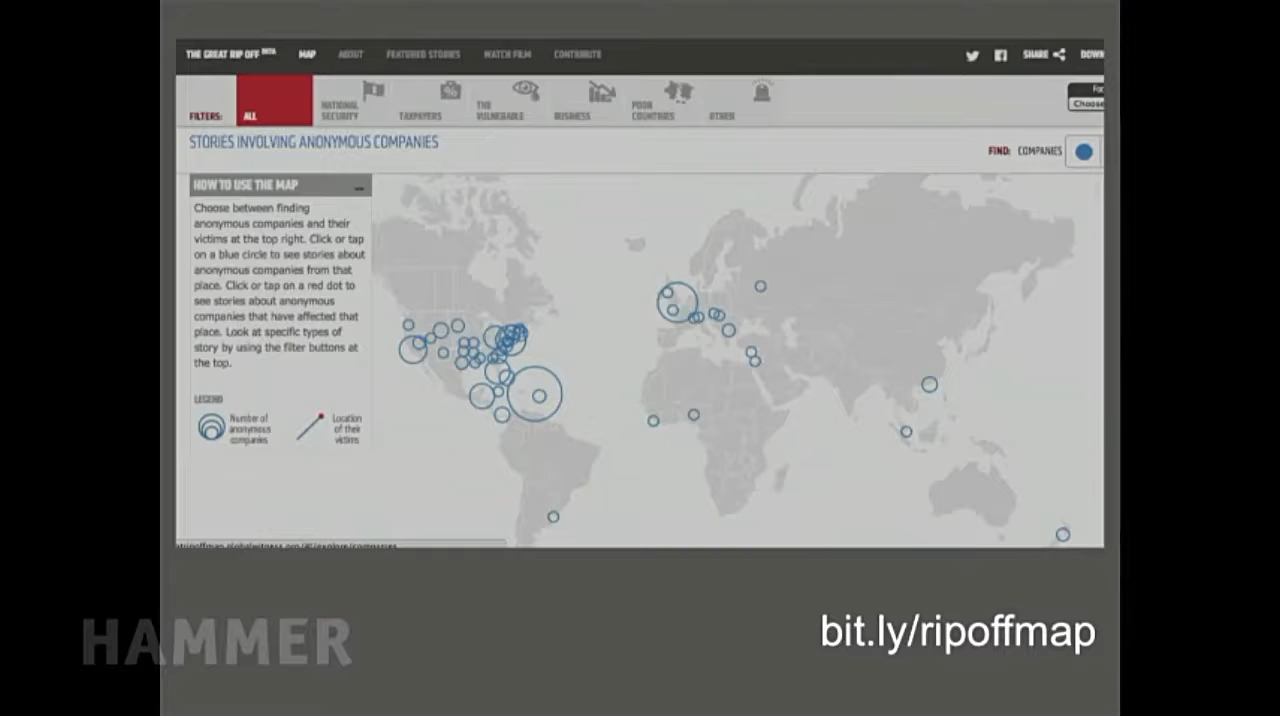 THE GREAT RIP OFF BETA MAP ABOUT FEATURED STORIES WATCH FILM CONTRIBUTE SHARE DOWN
FILTERS: ALL NATIONAL SECURITY TAXPAYERS THE VULNERABLE BUSINESS POOR COUNTRIES OTHER
Choose
STORIES INVOLVING ANONYMOUS COMPANIES
FIND: COMPANIES
HOW TO USE THE MAP
Choose between finding
anonymous companies and their
victims at the top right. Click or tap
on a blue circle to see stories about
anonymous companies from that
place. Click or tap on a red dot to
see stories about anonymous
companies that have affected that
place. Look at specific types of
story by using the filter buttons at
the top.
LEGEND
Number of
anonymous
companies
Location
of their
victims
HAMMER
bit.ly/ripoffmap